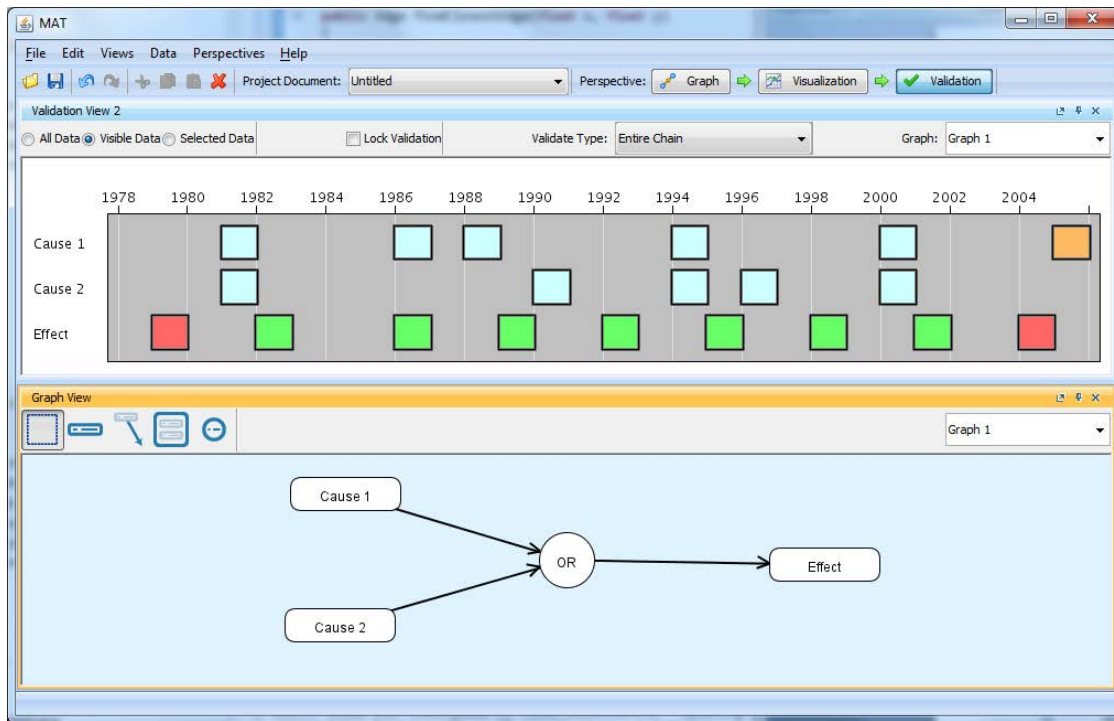 MAT
File Edit Views Data Perspectives Help
Project Document: Untitled Perspective: Graph Visualization Validation
Validation View 2
All Data Visible Data Selected Data Lock Validation Validate Type: Entire Chain Graph: Graph 1
1978 1980 1982 1984 1986 1988 1990 1992 1994 1996 1998 2000 2002 2004
Cause 1
Cause 2
Effect
Graph View
Graph 1
Cause 1
OR
Effect
Cause 2